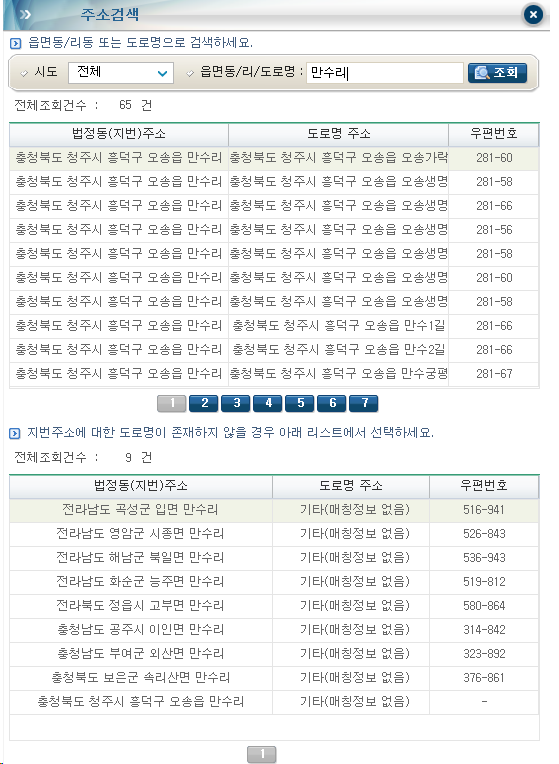 주소검색
읍면동/리동 또는 도로명으로 검색하세요.
시도 전체 읍면동/리/도로명 : 만수리 조회
전체조회건수 : 65 건
법정동(지번)주소 도로명 주소 우편번호
충청북도 청주시 흥덕구 오송읍 만수리 충청북도 청주시 흥덕구 오송읍 오송가락 281-60
충청북도 청주시 흥덕구 오송읍 만수리 충청북도 청주시 흥덕구 오송읍 오송생명 281-58
충청북도 청주시 흥덕구 오송읍 만수리 충청북도 청주시 흥덕구 오송읍 오송생명 281-66
충청북도 청주시 흥덕구 오송읍 만수리 충청북도 청주시 흥덕구 오송읍 오송생명 281-56
충청북도 청주시 흥덕구 오송읍 만수리 충청북도 청주시 흥덕구 오송읍 오송생명 281-58
충청북도 청주시 흥덕구 오송읍 만수리 충청북도 청주시 흥덕구 오송읍 오송생명 281-60
충청북도 청주시 흥덕구 오송읍 만수리 충청북도 청주시 흥덕구 오송읍 오송생명 281-58
충청북도 청주시 흥덕구 오송읍 만수리 충청북도 청주시 흥덕구 오송읍 만수1길 281-66
충청북도 청주시 흥덕구 오송읍 만수리 충청북도 청주시 흥덕구 오송읍 만수2길 281-66
충청북도 청주시 흥덕구 오송읍 만수리 충청북도 청주시 흥덕구 오송읍 만수궁평 281-67
1 2 3 4 5 6 7
지번주소에 대한 도로명이 존재하지 않을 경우 아래 리스트에서 선택하세요.
전체조회건수 : 9 건
법정동(지번)주소 도로명 주소 우편번호
전라남도 곡성군 입면 만수리 기타(매칭정보 없음) 516-941
전라남도 영암군 시종면 만수리 기타(매칭정보 없음) 526-843
전라남도 해남군 북일면 만수리 기타(매칭정보 없음) 536-943
전라남도 화순군 능주면 만수리 기타(매칭정보 없음) 519-812
전라북도 정읍시 고부면 만수리 기타(매칭정보 없음) 580-864
충청남도 공주시 이인면 만수리 기타(매칭정보 없음) 314-842
충청남도 부여군 외산면 만수리 기타(매칭정보 없음) 323-892
충청북도 보은군 속리산면 만수리 기타(매칭정보 없음) 376-861
충청북도 청주시 흥덕구 오송읍 만수리 기타(매칭정보 없음) -
1